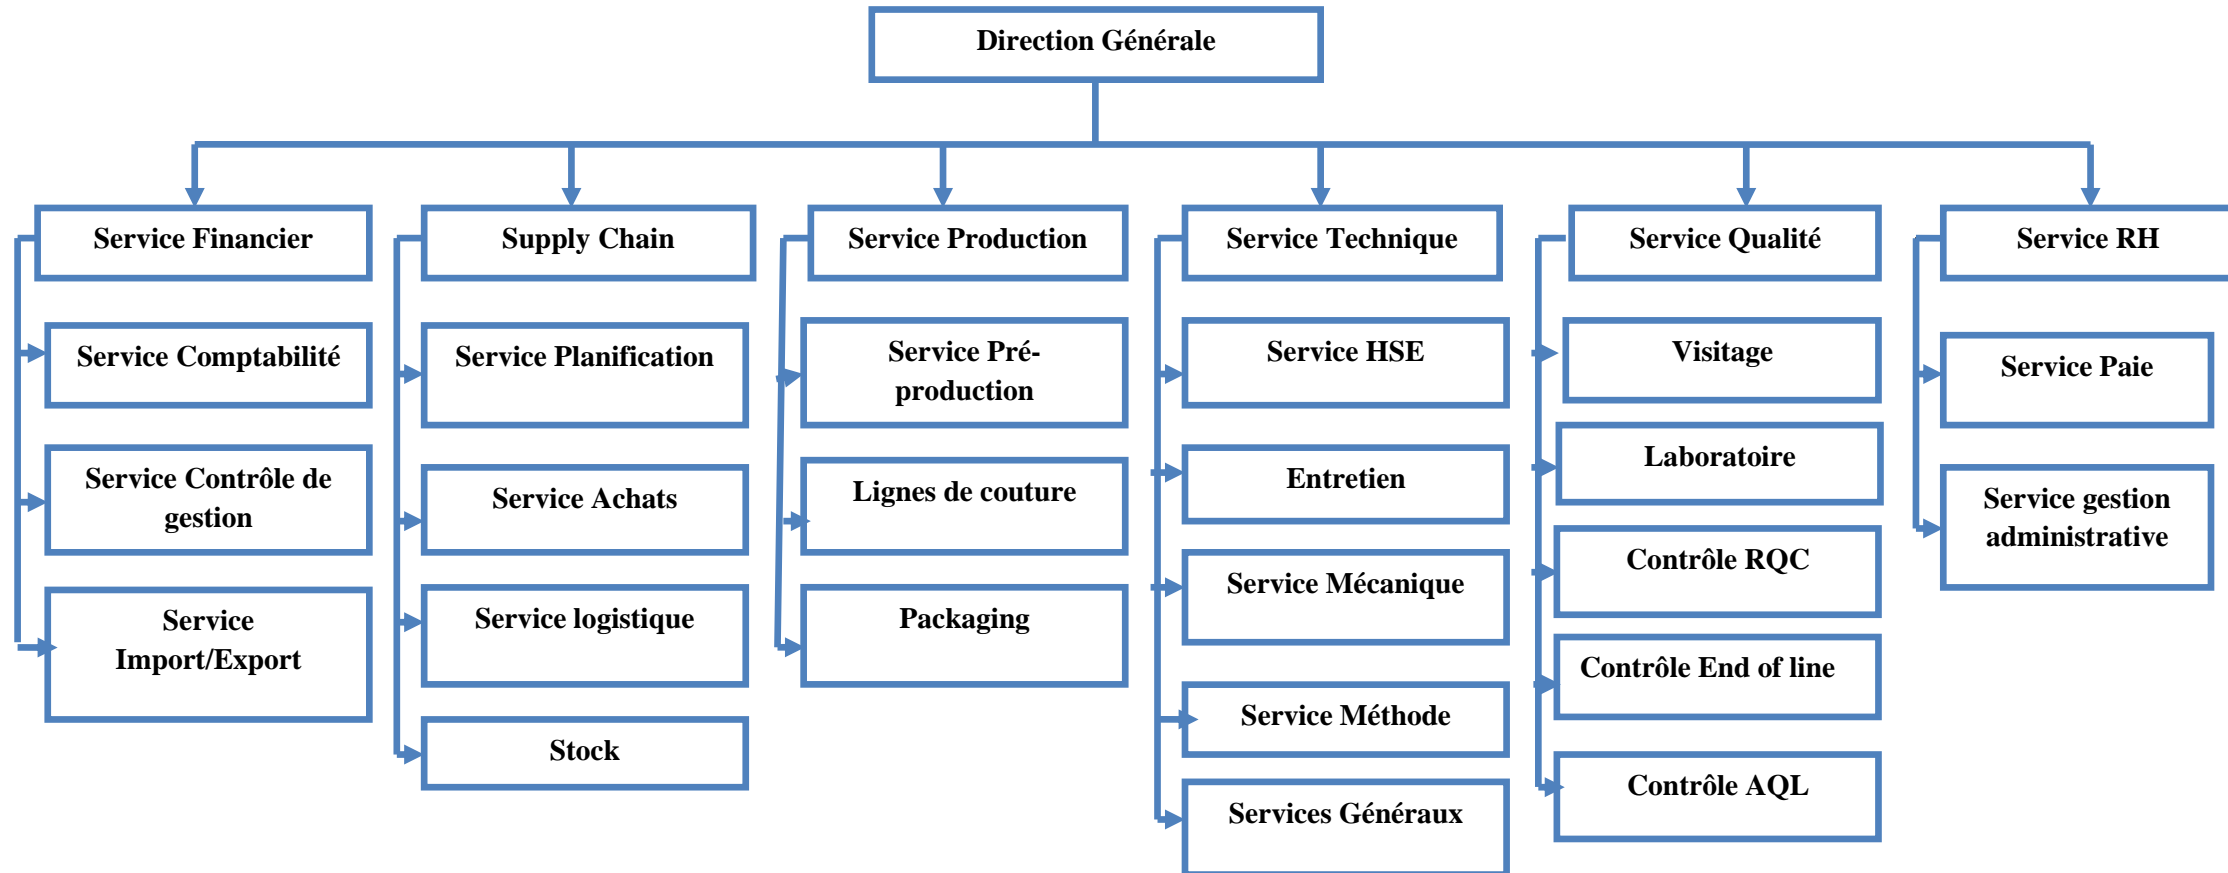 Direction Générale
Service Financier
Supply Chain
Service Production
Service Technique
Service Qualité
Service RH
Service Comptabilité
Service Contrôle de
gestion
Service
Import/Export
Service Planification
Service Achats
Service logistique
Stock
Service Pré-
production
Lignes de couture
Packaging
Service HSE
Entretien
Service Mécanique
Service Méthode
Services Généraux
Visitage
Laboratoire
Contrôle RQC
Contrôle End of line
Contrôle AQL
Service Paie
Service gestion
administrative